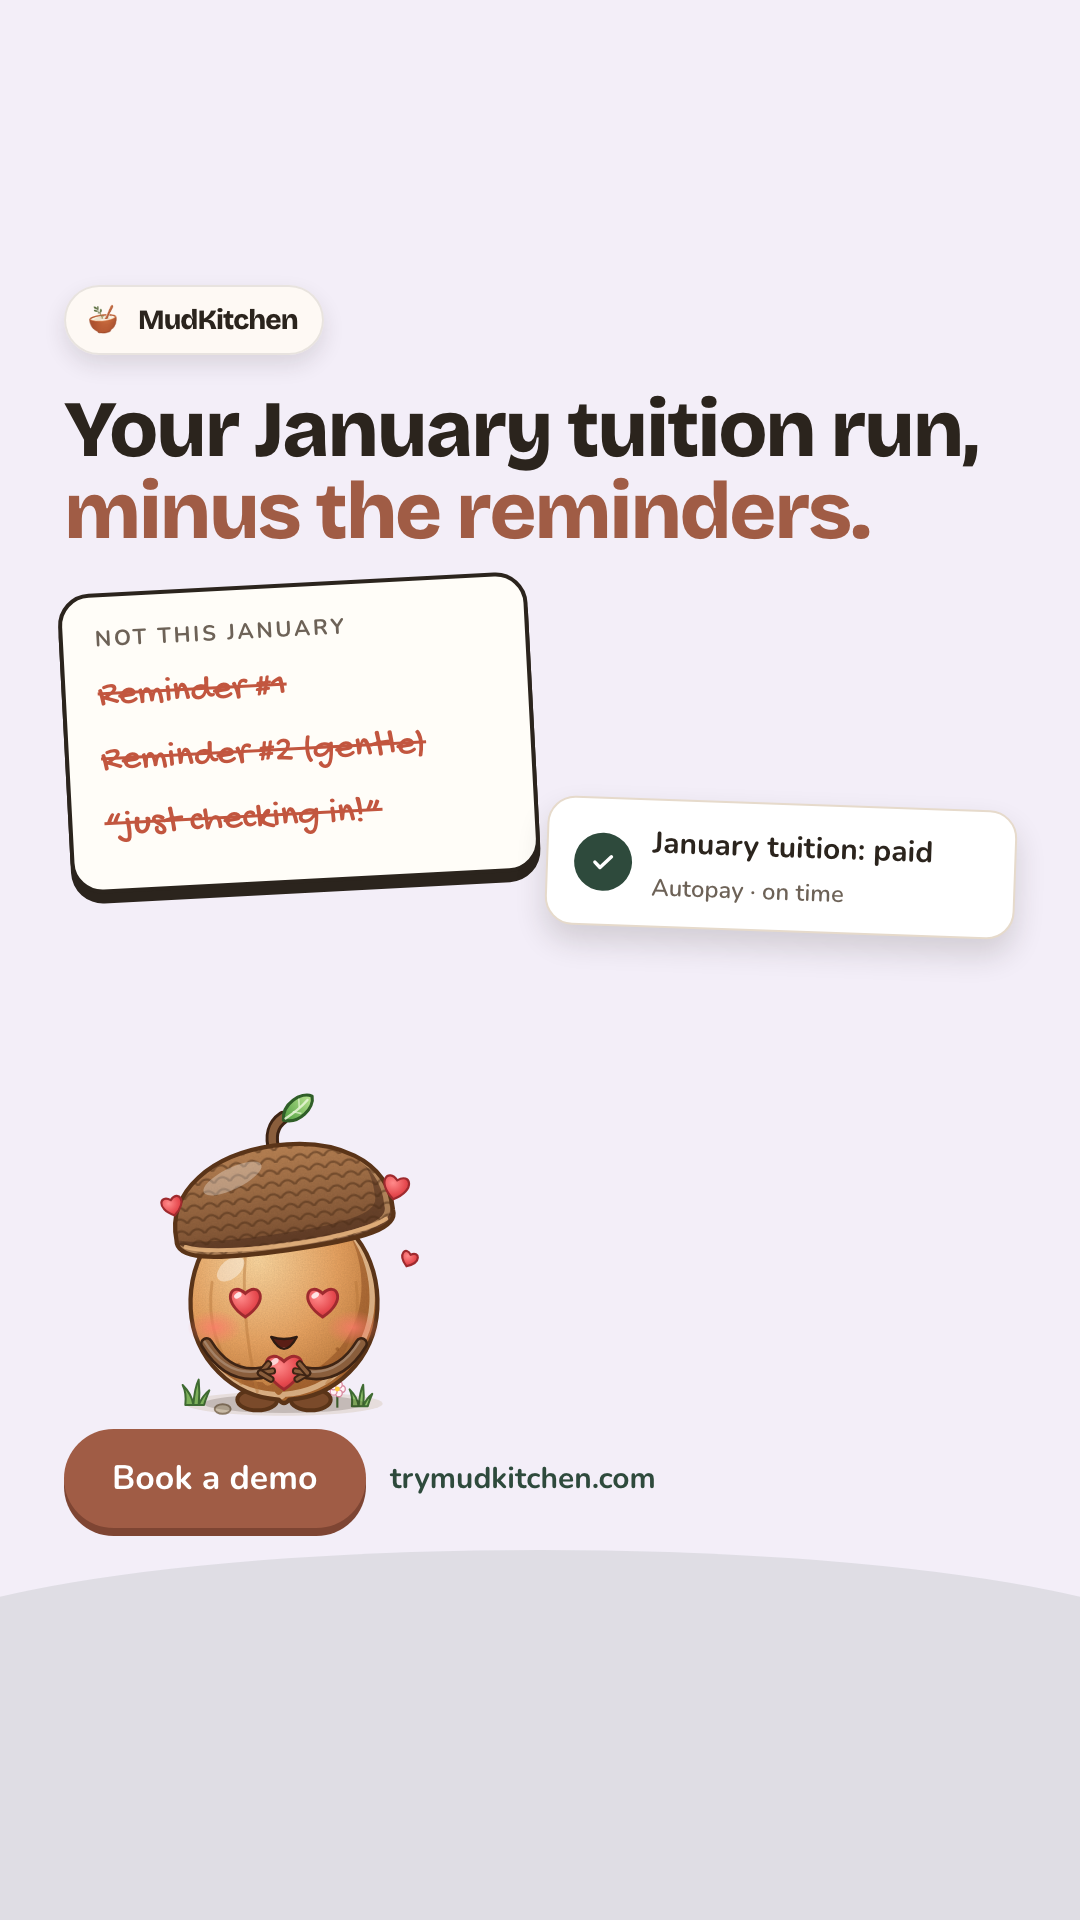 MudKitchen
Your January tuition run,
minus the reminders.
NOT THIS JANUARY
Reminder #1
Reminder #2 (gentle)
“just checking in!”
January tuition: paid
Autopay · on time
Book a demo
trymudkitchen.com